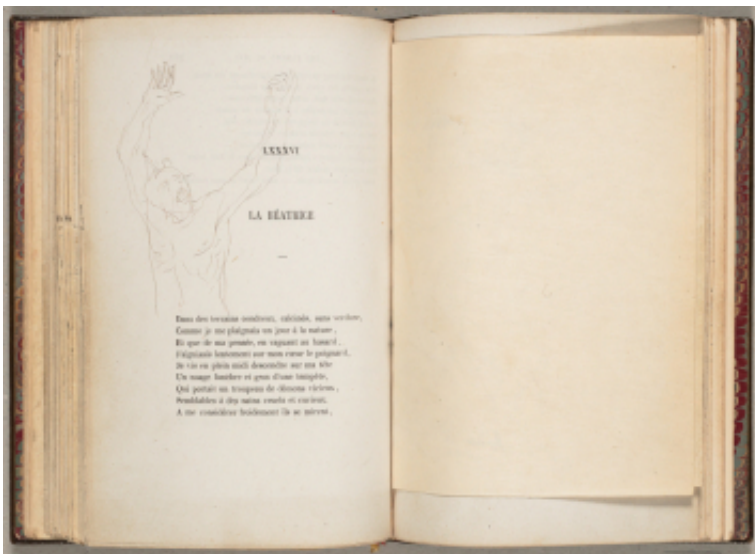 LXXXVI
LA BÉATRICE
Dans des terrains cendreux, calcinés, sans verdure,
Comme je me plaignais un jour à la nature,
Et que de ma pensée, en vaguant au hasard,
J'aiguisais lentement sur mon cœur le poignard,
Je vis en plein midi descendre sur ma tête
Un nuage funèbre et gros d'une tempête,
Qui portait un troupeau de démons vicieux,
Semblables à des nains cruels et curieux.
A me considérer froidement ils se mirent,